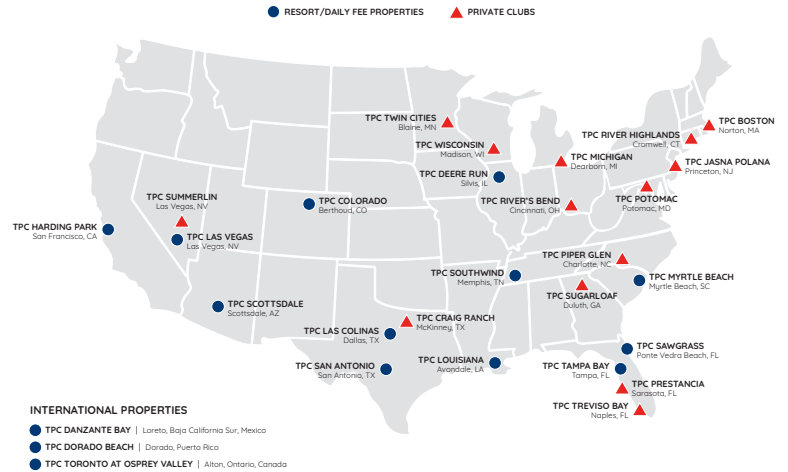 RESORT/DAILY FEE PROPERTIES
PRIVATE CLUBS
TPC TWIN CITIES
Blaine, MN
TPC BOSTON
Norton, MA
TPC RIVER HIGHLANDS
Cromwell, CT
TPC WISCONSIN
Madison, WI
TPC MICHIGAN
Dearborn, MI
TPC JASNA POLANA
Princeton, NJ
TPC DEERE RUN
Silvis, IL
TPC SUMMERLIN
Las Vegas, NV
TPC COLORADO
Berthoud, CO
TPC RIVER'S BEND
Cincinnati, OH
TPC POTOMAC
Potomac, MD
TPC HARDING PARK
San Francisco, CA
TPC LAS VEGAS
Las Vegas, NV
TPC PIPER GLEN
Charlotte, NC
TPC SOUTHWIND
Memphis, TN
TPC MYRTLE BEACH
Myrtle Beach, SC
TPC SUGARLOAF
Duluth, GA
TPC SCOTTSDALE
Scottsdale, AZ
TPC CRAIG RANCH
McKinney, TX
TPC LAS COLINAS
Dallas, TX
TPC SAWGRASS
Ponte Vedra Beach, FL
TPC SAN ANTONIO
San Antonio, TX
TPC LOUISIANA
Avondale, LA
TPC TAMPA BAY
Tampa, FL
TPC PRESTANCIA
Sarasota, FL
TPC TREVISO BAY
Naples, FL
INTERNATIONAL PROPERTIES
TPC DANZANTE BAY | Loreto, Baja California Sur, Mexico
TPC DORADO BEACH | Dorado, Puerto Rico
TPC TORONTO AT OSPREY VALLEY | Alton, Ontario, Canada